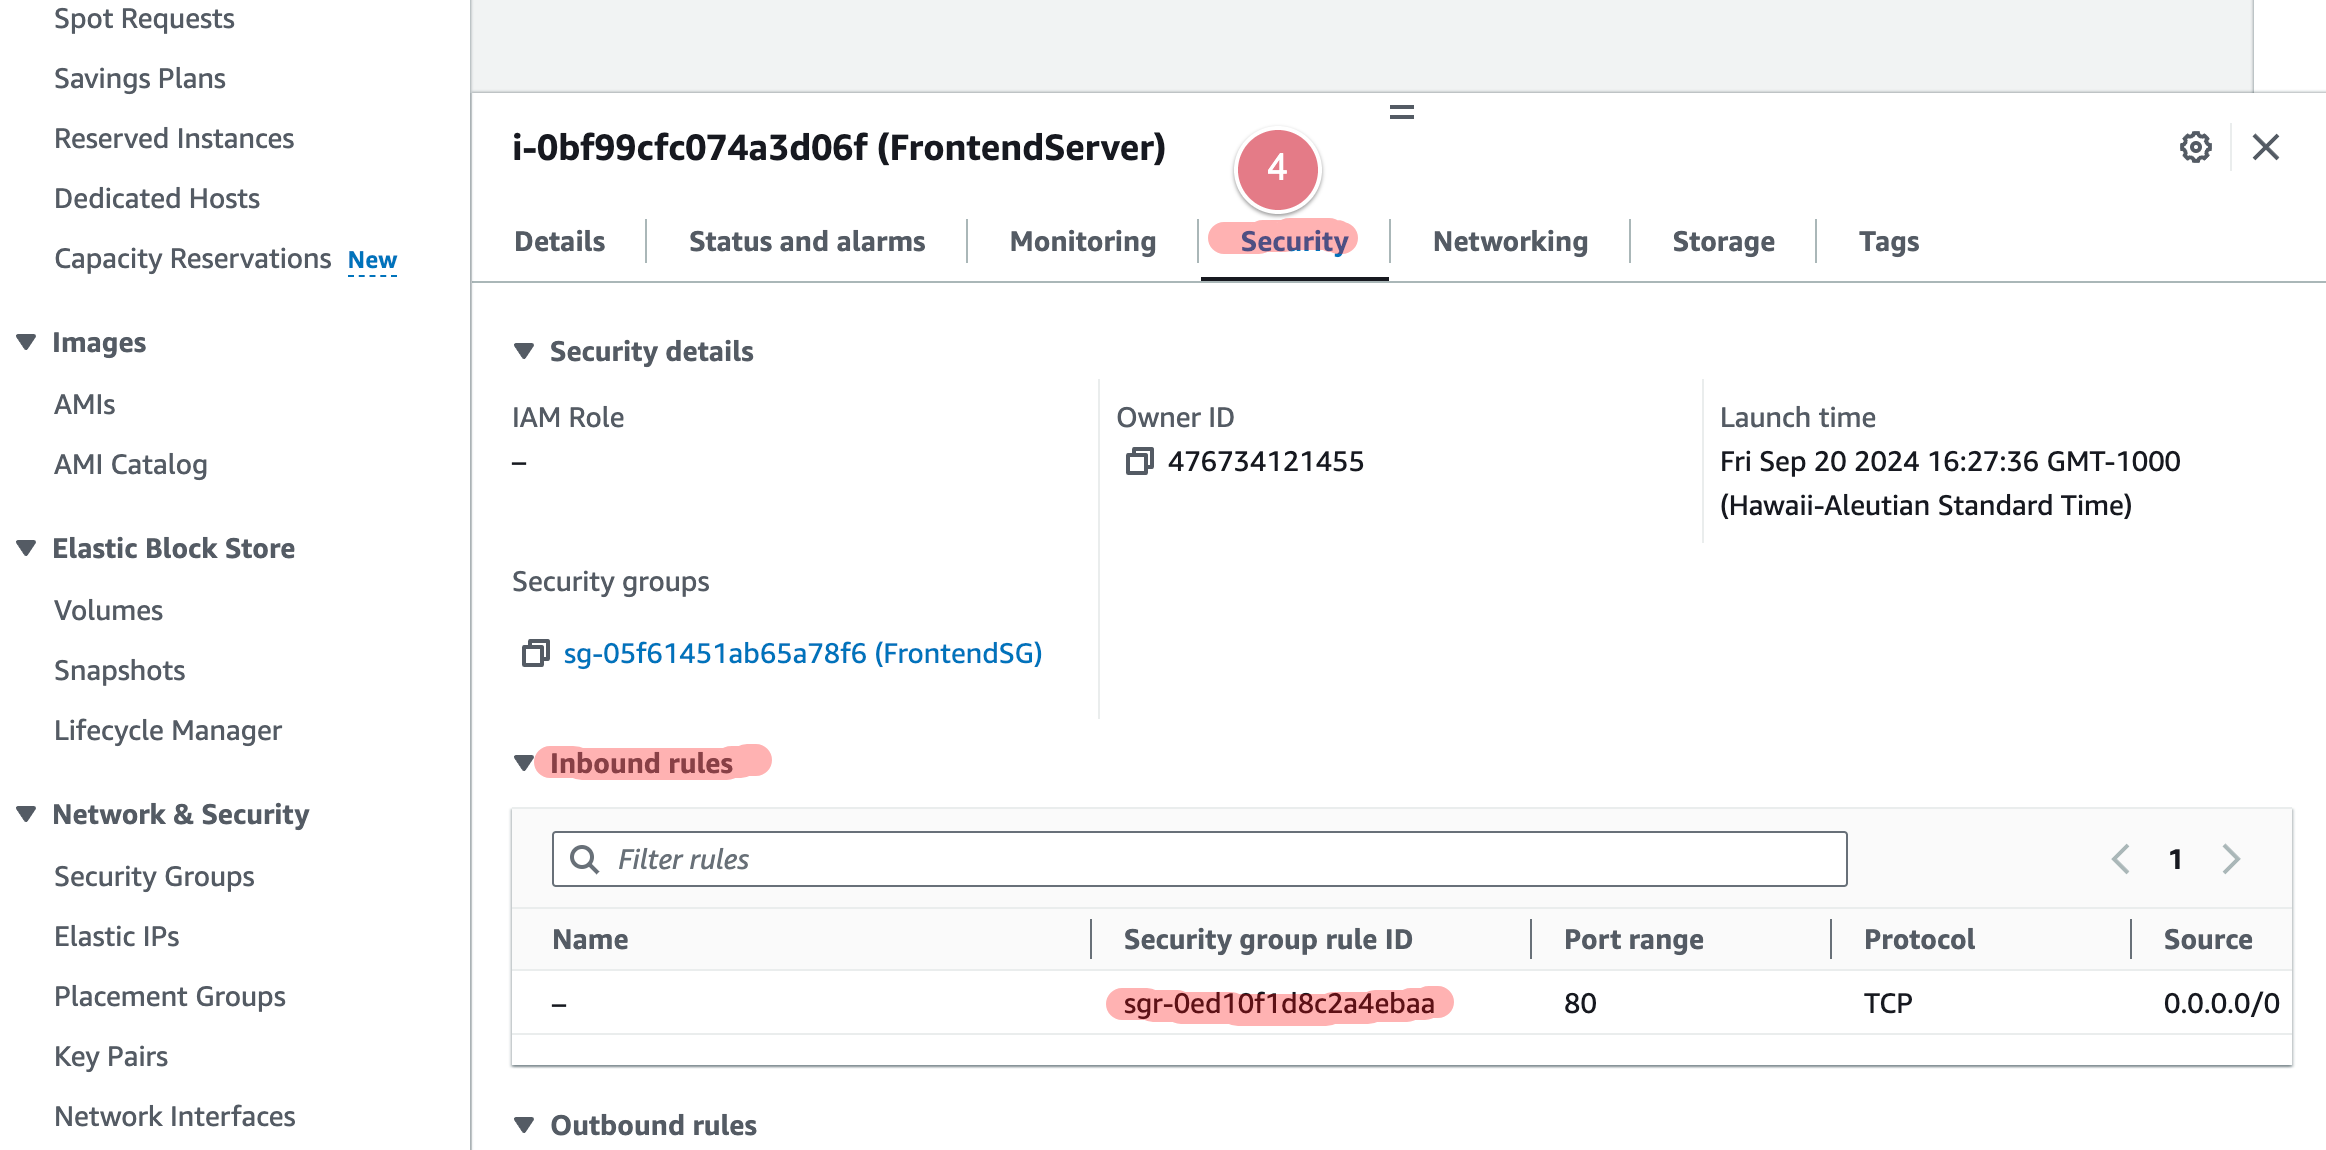 Spot Requests
Savings Plans
Reserved Instances
Dedicated Hosts
Capacity Reservations New
Images
AMIs
AMI Catalog
Elastic Block Store
Volumes
Snapshots
Lifecycle Manager
Network & Security
Security Groups
Elastic IPs
Placement Groups
Key Pairs
Network Interfaces
i-0bf99cfc074a3d06f (FrontendServer)
4
Details Status and alarms Monitoring Security Networking Storage Tags
Security details
IAM Role
–
Owner ID
476734121455
Launch time
Fri Sep 20 2024 16:27:36 GMT-1000
(Hawaii-Aleutian Standard Time)
Security groups
sg-05f61451ab65a78f6 (FrontendSG)
Inbound rules
Filter rules
1
Name Security group rule ID Port range Protocol Source
– sgr-0ed10f1d8c2a4ebaa 80 TCP 0.0.0.0/0
Outbound rules